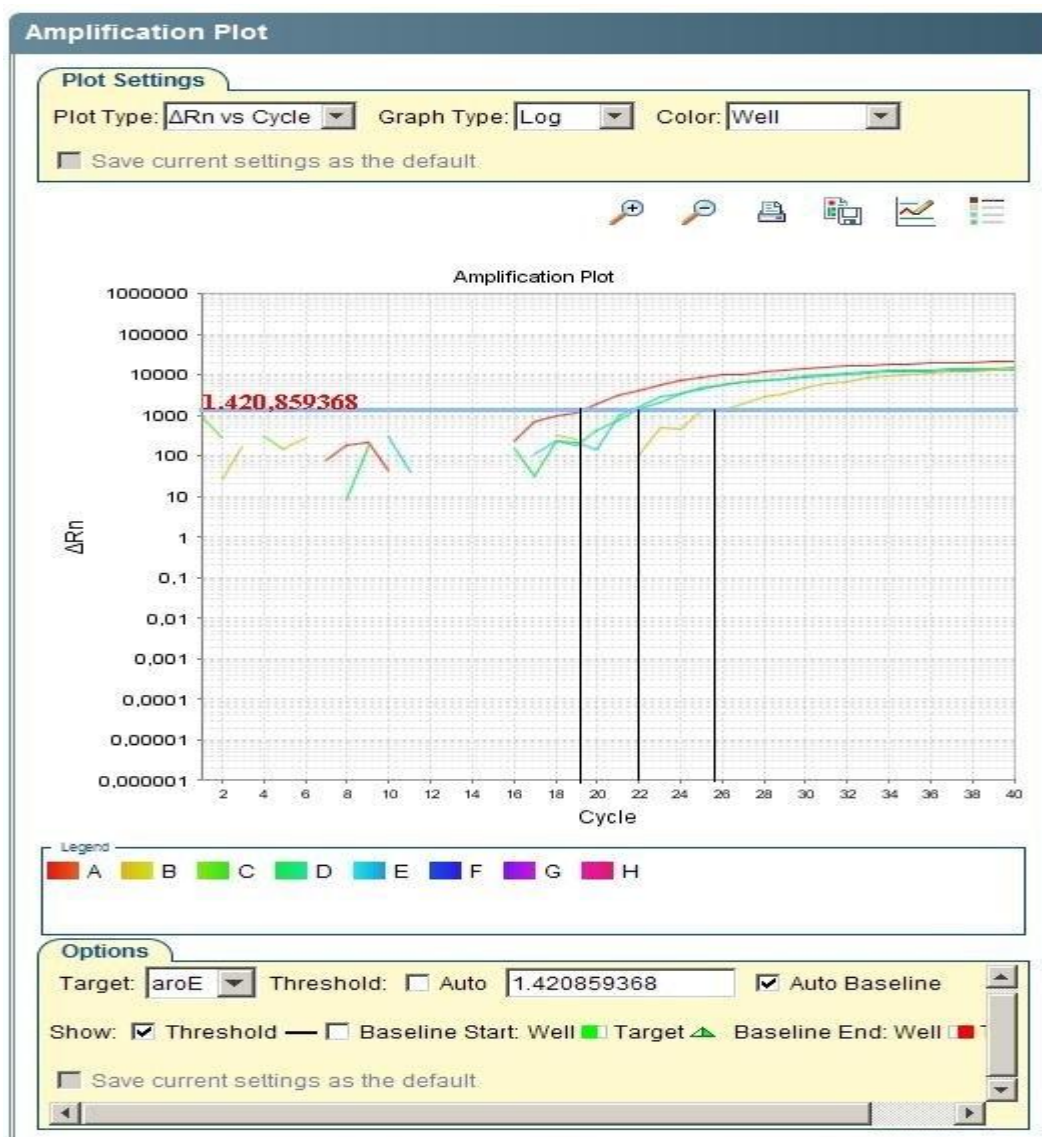 Amplification Plot
Plot Settings
Plot Type: ΔRn vs Cycle Graph Type: Log Color: Well
Save current settings as the default
Amplification Plot
1000000
100000
10000
1.420,859368
1000
100
10
1
0,1
0,01
0,001
0,0001
0,00001
0,000001
ΔRn
2 4 6 8 10 12 14 16 18 20 22 24 26 28 30 32 34 36 38 40
Cycle
Legend
A B C D E F G H
Options
Target: aroE Threshold: Auto 1.420859368 Auto Baseline
Show: Threshold Baseline Start: Well Target Baseline End: Well
Save current settings as the default